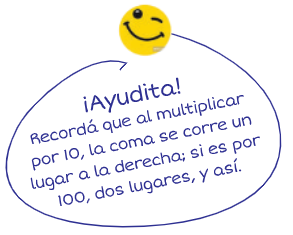 ¡Ayudita!
Recordá que al multiplicar
por 10, la coma se corre un
lugar a la derecha; si es por
100, dos lugares, y así.